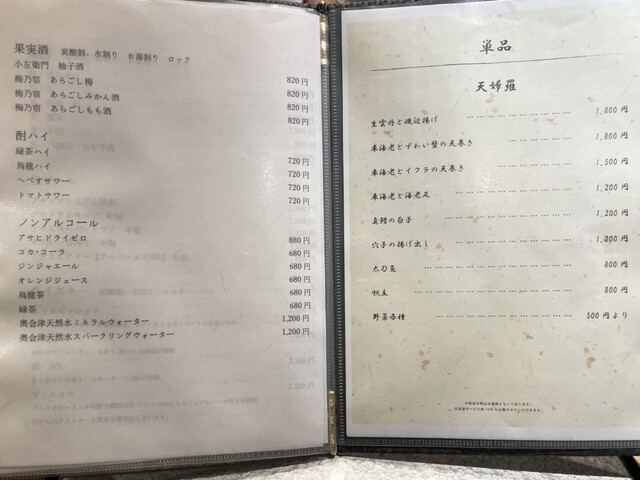 果実酒 炭酸割、水割り お湯割り ロック
小左衛門 柚子酒 820円
梅乃宿 あらごし梅 820円
梅乃宿 あらごしみかん酒 820円
梅乃宿 あらごしもも酒 820円
酎ハイ
緑茶ハイ 720円
烏龍ハイ 720円
へべすサワー 720円
トマトサワー 720円
ノンアルコール
アサヒドライゼロ 880円
コカ・コーラ 680円
ジンジャエール 680円
オレンジジュース 680円
烏龍茶 680円
緑茶 680円
奥会津天然水ミネラルウォーター 1,200円
奥会津天然水スパークリングウォーター 1,200円
単品
天婦羅
生雲丹と磯辺揚げ 1,800円
車海老とずわい蟹の天巻き 1,800円
車海老とイクラの天巻き 1,500円
車海老と海老足 1,200円
真鱈の白子 1,200円
穴子の揚げ出し 1,200円
太刀魚 800円
帆立 800円
野菜各種 500円より